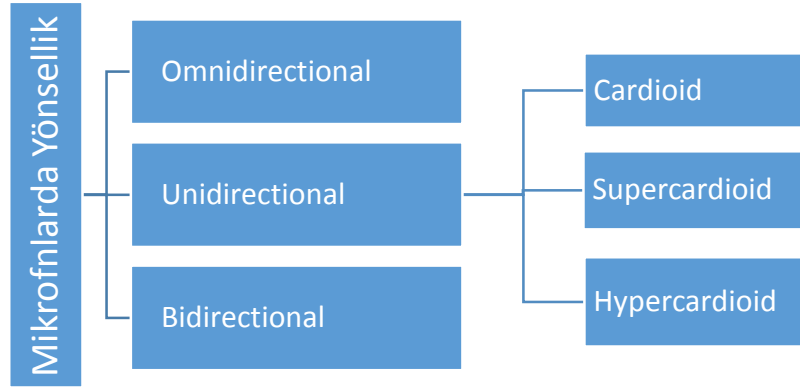 Mikrofnlarda Yönsellik
Omnidirectional
Unidirectional
Bidirectional
Cardioid
Supercardioid
Hypercardioid